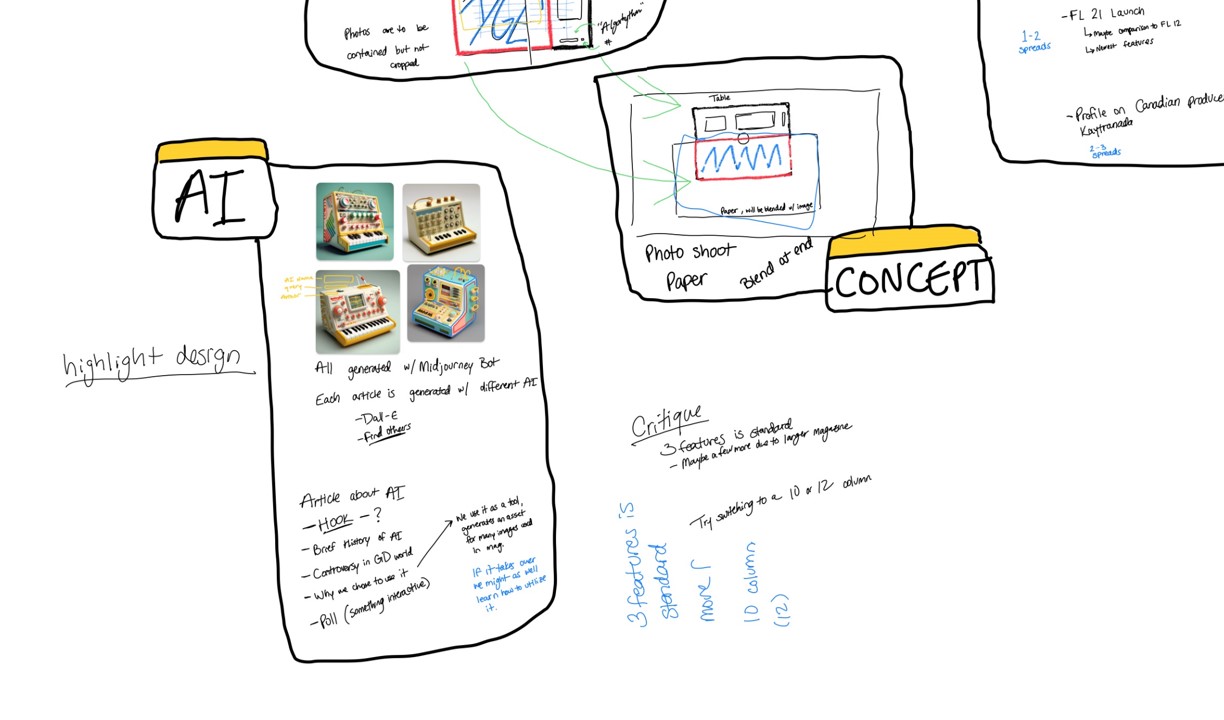 Photos are to be
contained but not
cropped
"Algorhythm"
#
AI
All generated w/ Midjourney Bot
Each article is generated w/ different AI
-Dall-E
-Find others
Article about AI
- HOOK - ?
- Brief History of AI
- Controversy in GD world
- Why we chose to use it
- Poll (something interactive)
We use it as a tool,
generates an asset
for many images used
in mag.
If it takes over
we might as well
learn how to utilize
it.
highlight design
Table
Paper, will be blended w/ image
Photo shoot
Paper
Blend at end
CONCEPT
Critique
3 features is standard
- Maybe a few more due to larger magazine
Try switching to a 10 or 12 column
3 features is
standard
more
10 column
(12)
1-2
spreads
- FL 21 Launch
Maybe comparison to FL 12
Newest features
- Profile on Canadian produce
Kaytranada
2-3
spreads